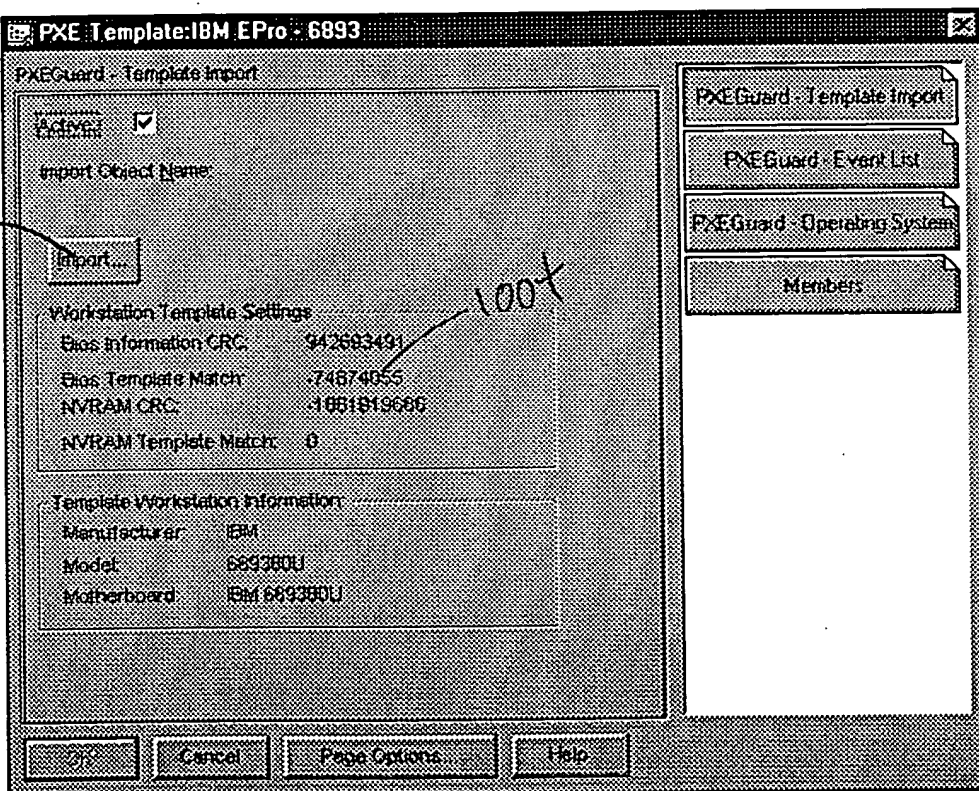 PXE Template:IBM EPro - 6893
PXEGuard - Template Import
Active:
Import Object Name:
Import...
1004
Workstation Template Settings
Bios Information CRC: 942693491
Bios Template Match: -74874055
NVRAM CRC: -1881819666
NVRAM Template Match: 0
Template Workstation Information:
Manufacturer: IBM
Model: 689380U
Motherboard: IBM 689380U
PXEGuard - Template Import
PXEGuard - Event List
PXEGuard - Operating System
Members
OK
Cancel
Page Options...
Help